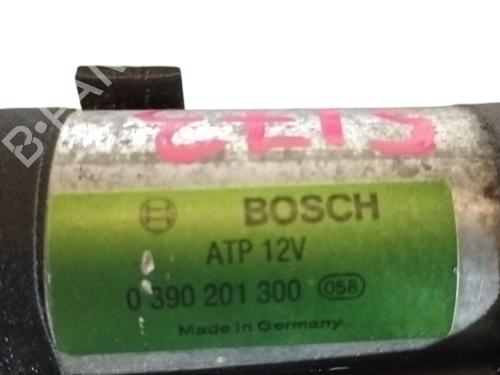 BOSCH
ATP 12V
0 390 201 300 058
Made in Germany